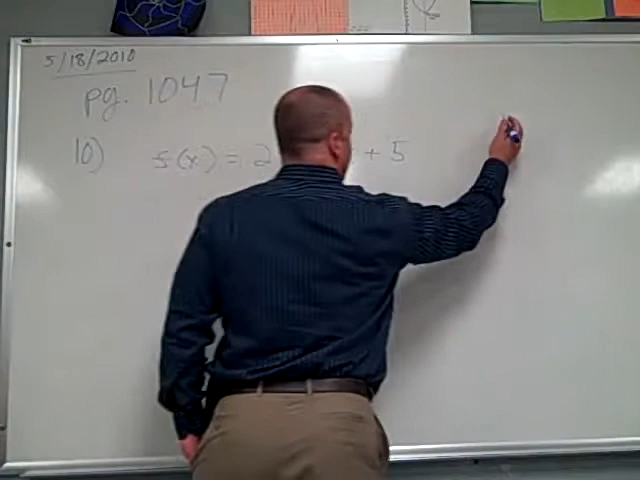 5/18/2010
pg. 1047
10) f(x) = 2 + 5